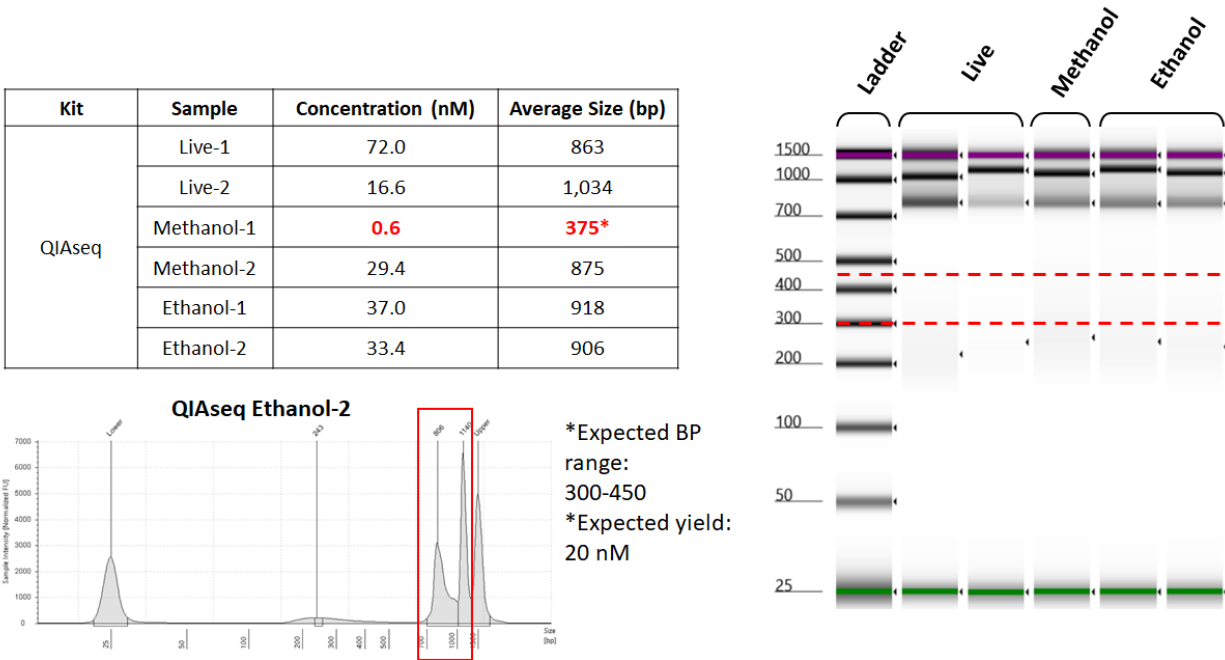 Kit Sample Concentration (nM) Average Size (bp)
QIAseq
Live-1 72.0 863
Live-2 16.6 1,034
Methanol-1 0.6 375*
Methanol-2 29.4 875
Ethanol-1 37.0 918
Ethanol-2 33.4 906
QIAseq Ethanol-2
Lower 243 806 1140 Upper
Sample Intensity [Normalized FU]
7000
6000
5000
4000
3000
2000
1000
0
25 50 100 200 300 400 500 700 1000 1500
Size
[bp]
*Expected BP
range:
300-450
*Expected yield:
20 nM
Ladder Live Methanol Ethanol
1500
1000
700
500
400
300
200
100
50
25